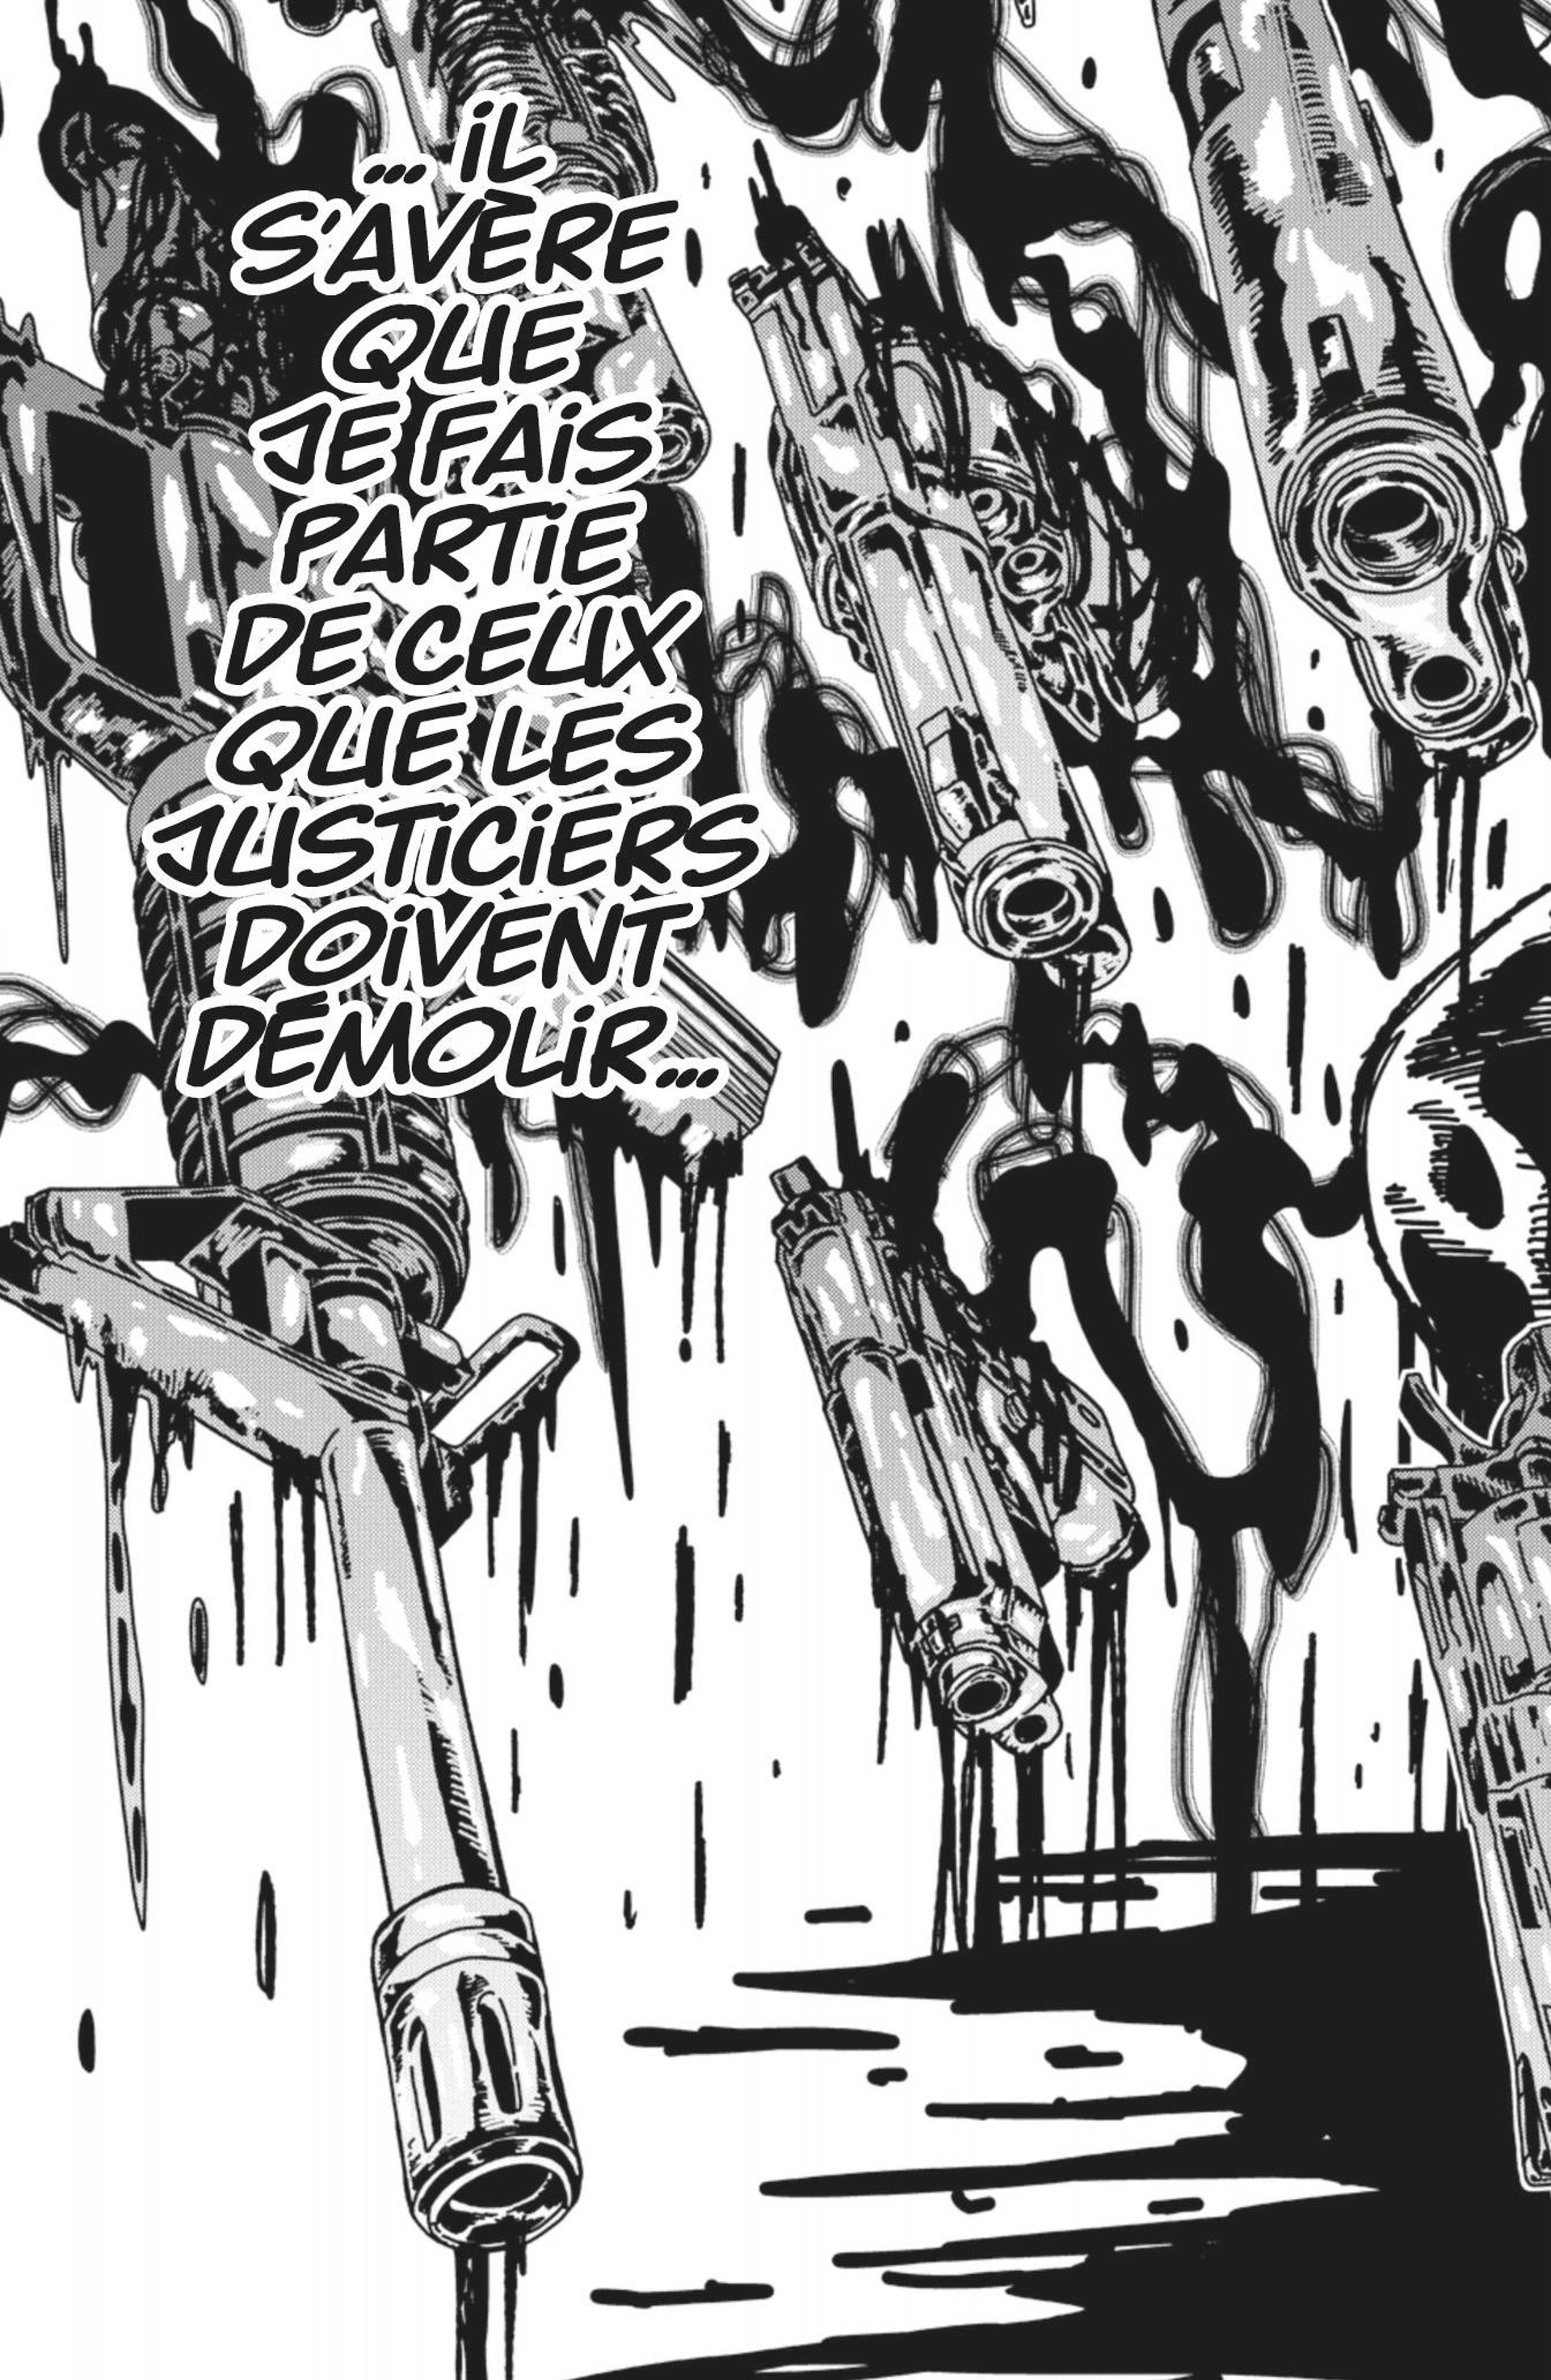 ... iL
S'AVÈRE
QUE
JE FAiS
PARTiE
DE CEUX
QUE LES
JUSTiCiERS
DOiVENT
DÉMOLiR...